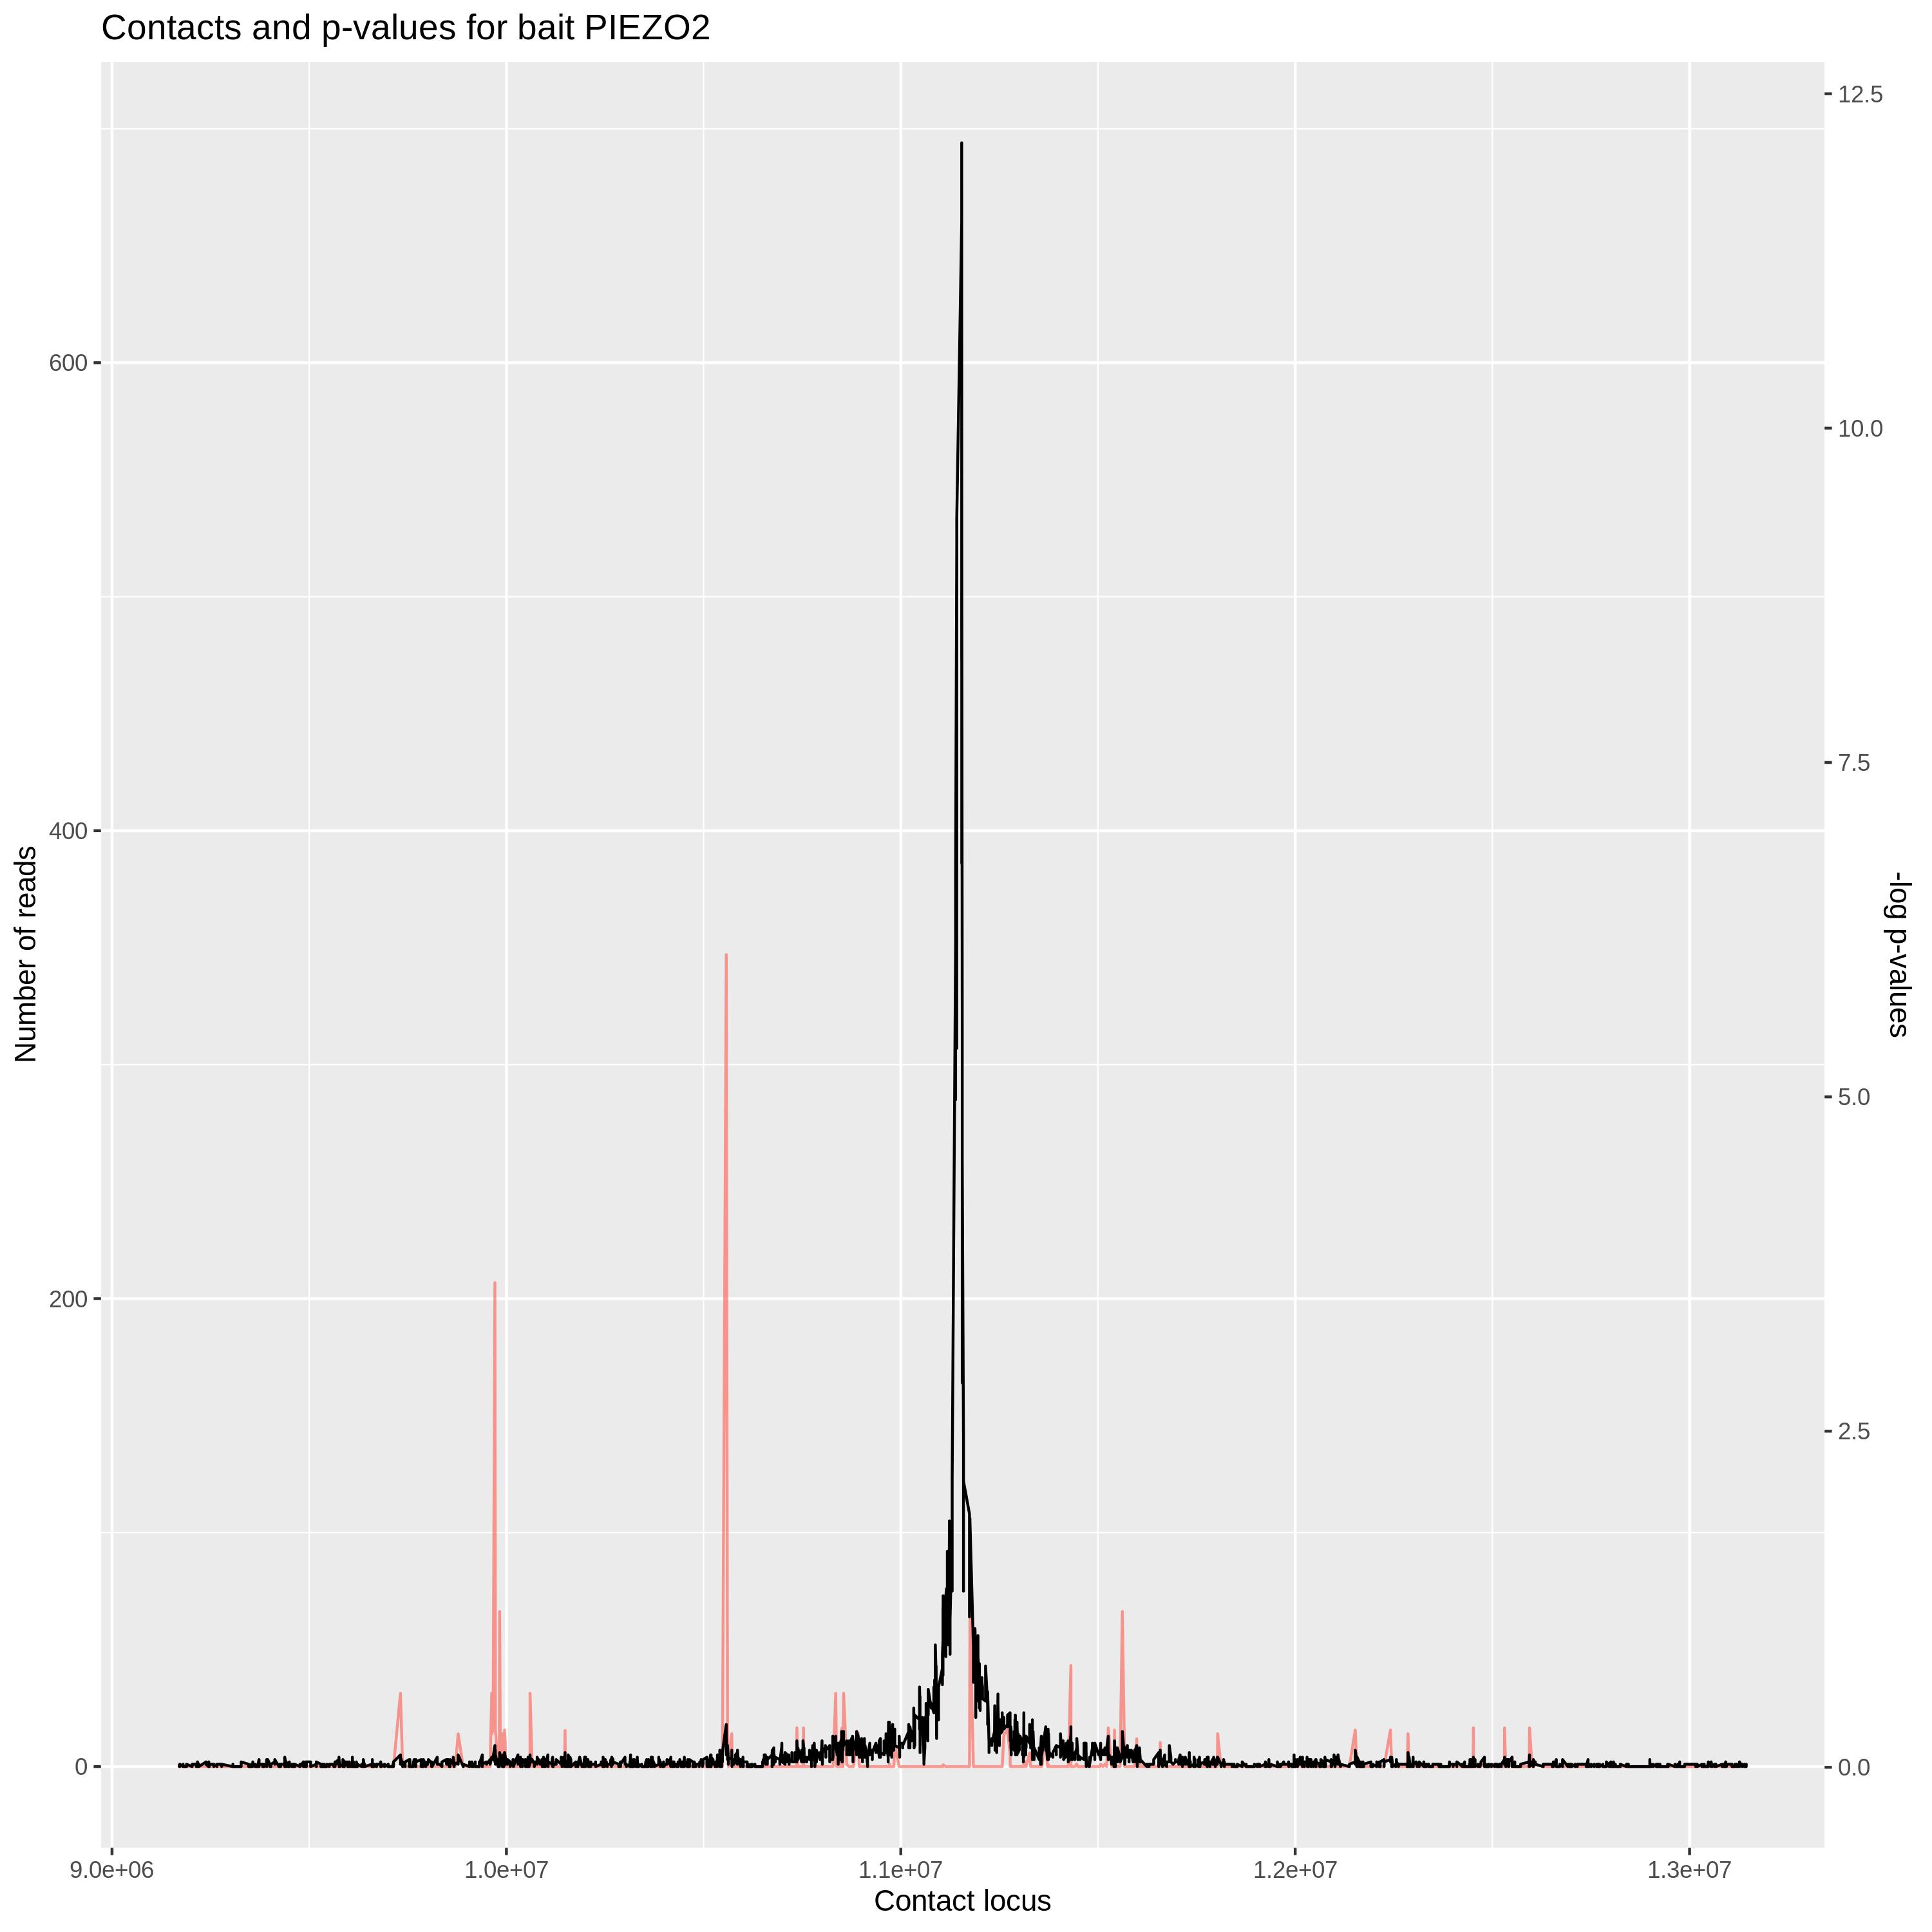 Contacts and p-values for bait PIEZO2
Number of reads
600
400
200
0
12.5
10.0
7.5
5.0
2.5
0.0
-log p-values
9.0e+06
1.0e+07
1.1e+07
1.2e+07
1.3e+07
Contact locus